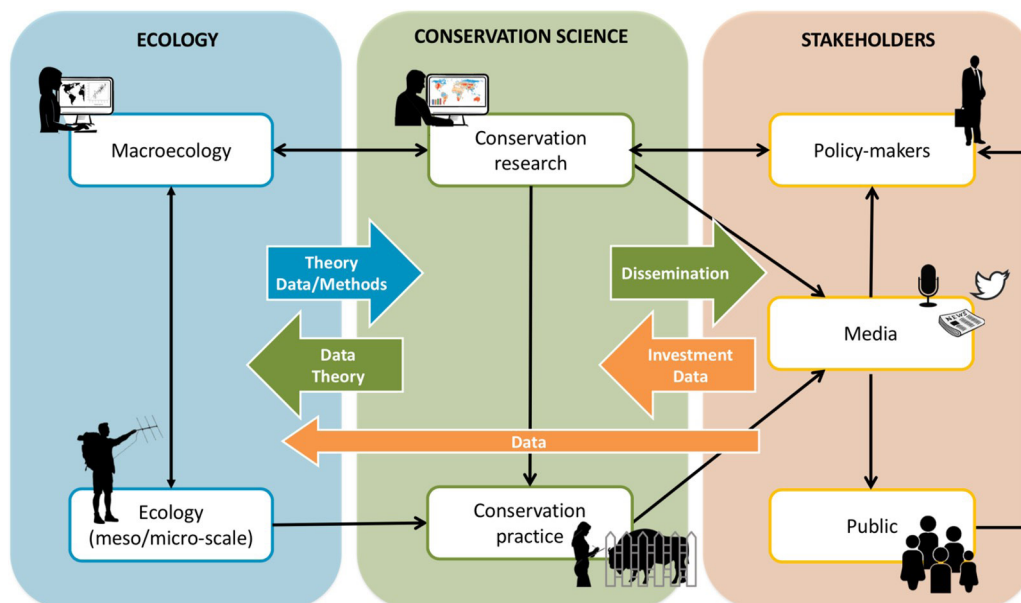 ECOLOGY
CONSERVATION SCIENCE
STAKEHOLDERS
Macroecology
Conservation
research
Policy-makers
Theory
Data/Methods
Dissemination
NEWS
Media
Data
Theory
Investment
Data
Data
Ecology
(meso/micro-scale)
Conservation
practice
Public